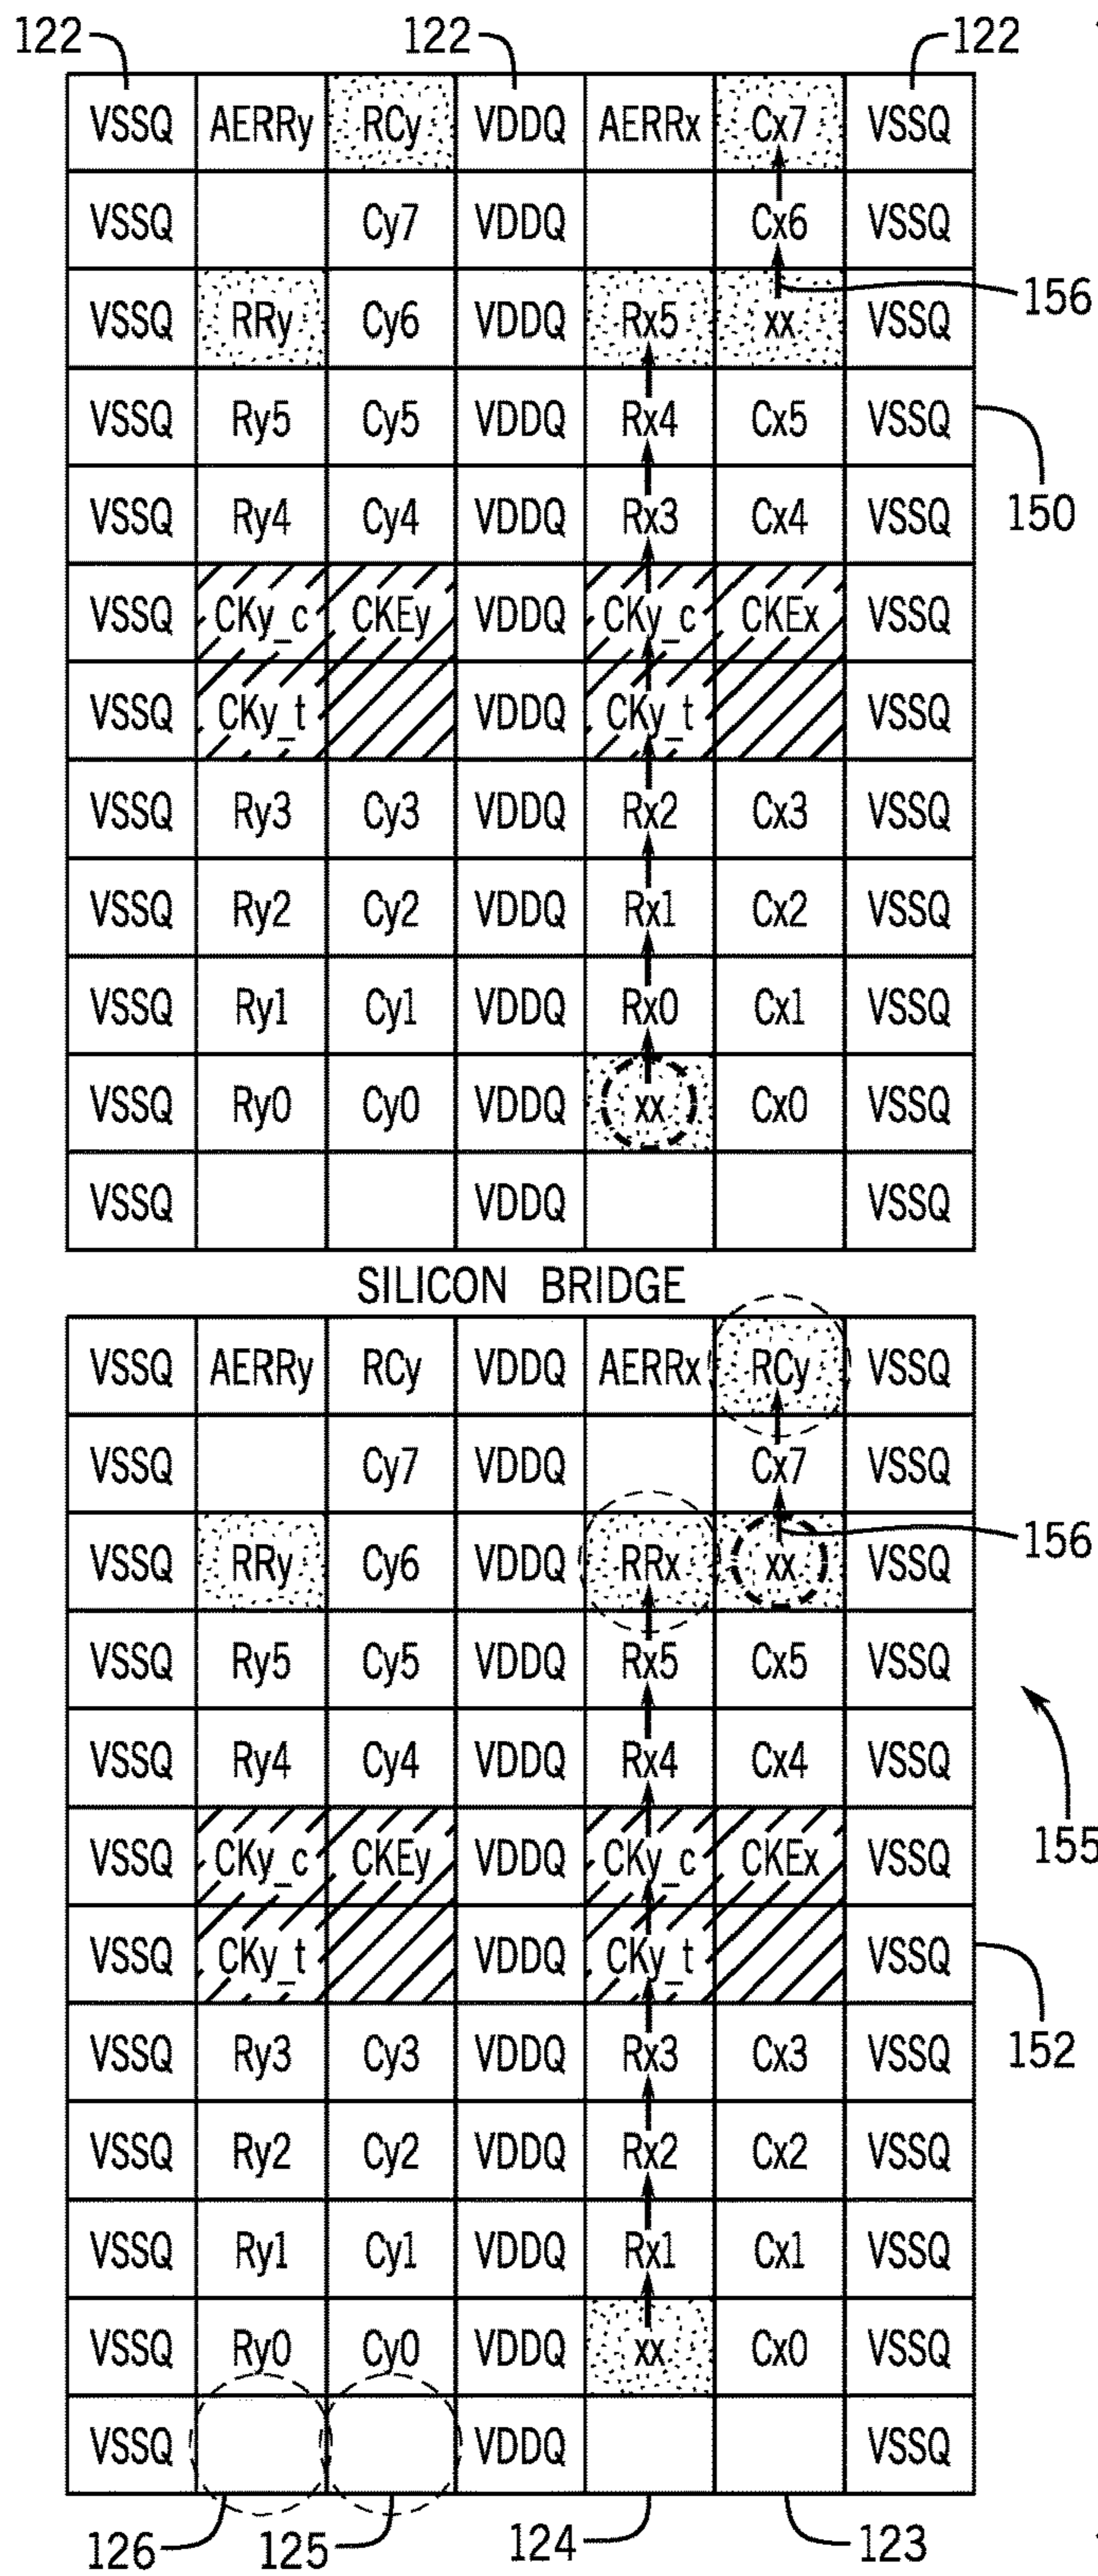 122 122 122
VSSQ AERRy RCy VDDQ AERRx Cx7 VSSQ
VSSQ Cy7 VDDQ Cx6 VSSQ
VSSQ RRy Cy6 VDDQ Rx5 xx VSSQ 156
VSSQ Ry5 Cy5 VDDQ Rx4 Cx5 VSSQ
VSSQ Ry4 Cy4 VDDQ Rx3 Cx4 VSSQ 150
VSSQ CKy_c CKEy VDDQ CKy_c CKEx VSSQ
VSSQ CKy_t VDDQ CKy_t VSSQ
VSSQ Ry3 Cy3 VDDQ Rx2 Cx3 VSSQ
VSSQ Ry2 Cy2 VDDQ Rx1 Cx2 VSSQ
VSSQ Ry1 Cy1 VDDQ Rx0 Cx1 VSSQ
VSSQ Ry0 Cy0 VDDQ xx Cx0 VSSQ
VSSQ VDDQ VSSQ
SILICON BRIDGE
VSSQ AERRy RCy VDDQ AERRx RCy VSSQ
VSSQ Cy7 VDDQ Cx7 VSSQ
VSSQ RRy Cy6 VDDQ RRx xx VSSQ 156
VSSQ Ry5 Cy5 VDDQ Rx5 Cx5 VSSQ
VSSQ Ry4 Cy4 VDDQ Rx4 Cx4 VSSQ
VSSQ CKy_c CKEy VDDQ CKy_c CKEx VSSQ 155
VSSQ CKy_t VDDQ CKy_t VSSQ
VSSQ Ry3 Cy3 VDDQ Rx3 Cx3 VSSQ 152
VSSQ Ry2 Cy2 VDDQ Rx2 Cx2 VSSQ
VSSQ Ry1 Cy1 VDDQ Rx1 Cx1 VSSQ
VSSQ Ry0 Cy0 VDDQ xx Cx0 VSSQ
VSSQ VDDQ VSSQ
126 125 124 123